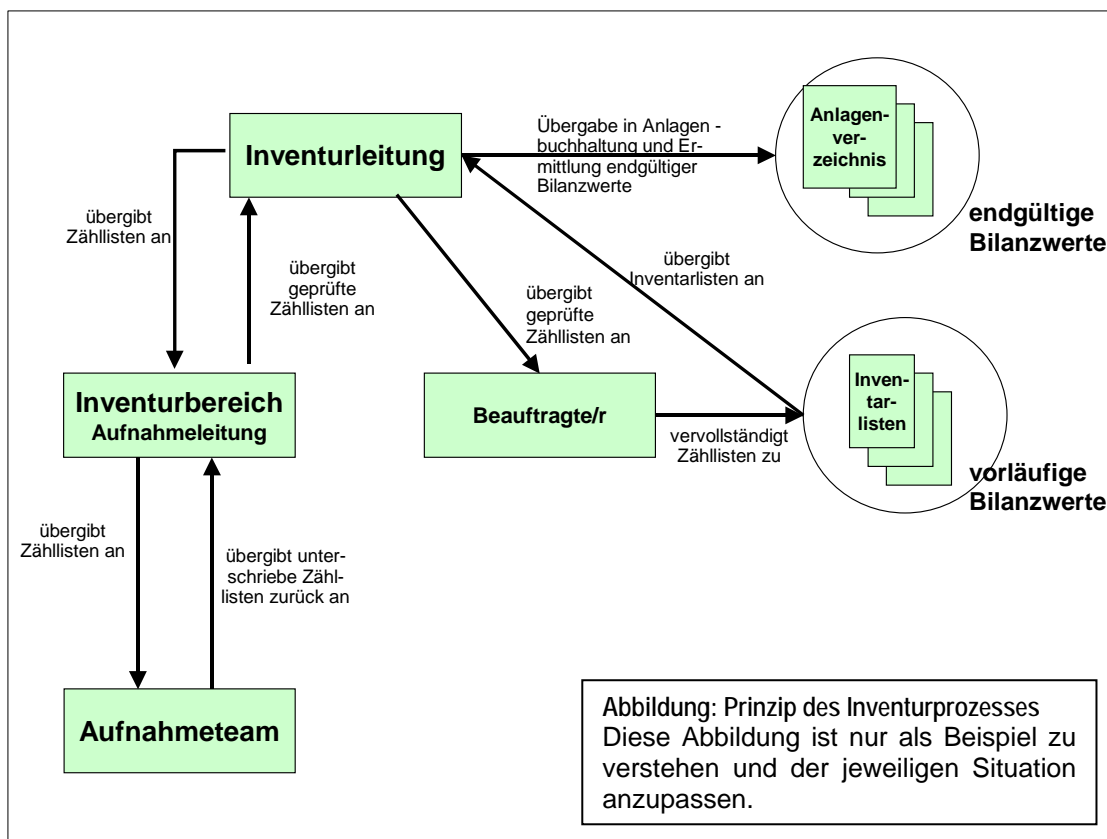 Inventurleitung
Übergabe in Anlagen -
buchhaltung und Er-
mittlung endgültiger
Bilanzwerte
Anlagen-
ver-
zeichnis
endgültige
Bilanzwerte
übergibt
Zähllisten an
übergibt
geprüfte
Zähllisten an
übergibt
geprüfte
Zähllisten an
übergibt
Inventarlisten an
Inventurbereich
Aufnahmeleitung
Beauftragte/r
vervollständigt
Zähllisten zu
Inven-
tar-
listen
vorläufige
Bilanzwerte
übergibt
Zähllisten an
übergibt unter-
schriebe Zähl-
listen zurück an
Aufnahmeteam
Abbildung: Prinzip des Inventurprozesses
Diese Abbildung ist nur als Beispiel zu
verstehen und der jeweiligen Situation
anzupassen.